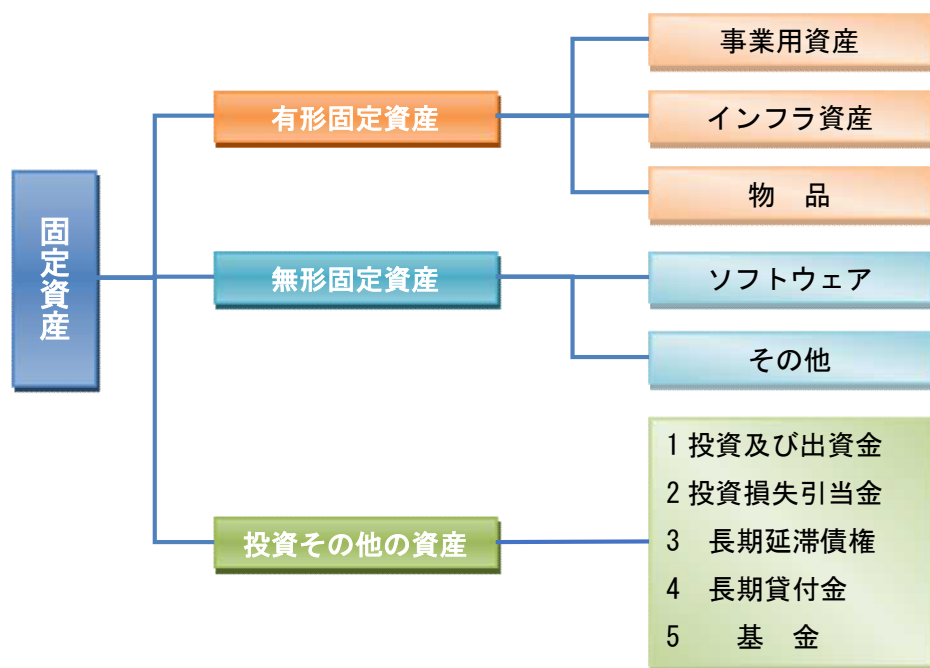 固定資産
有形固定資産
事業用資産
インフラ資産
物　品
無形固定資産
ソフトウェア
その他
投資その他の資産
1 投資及び出資金
2 投資損失引当金
3　長期延滞債権
4　長期貸付金
5　　基　金